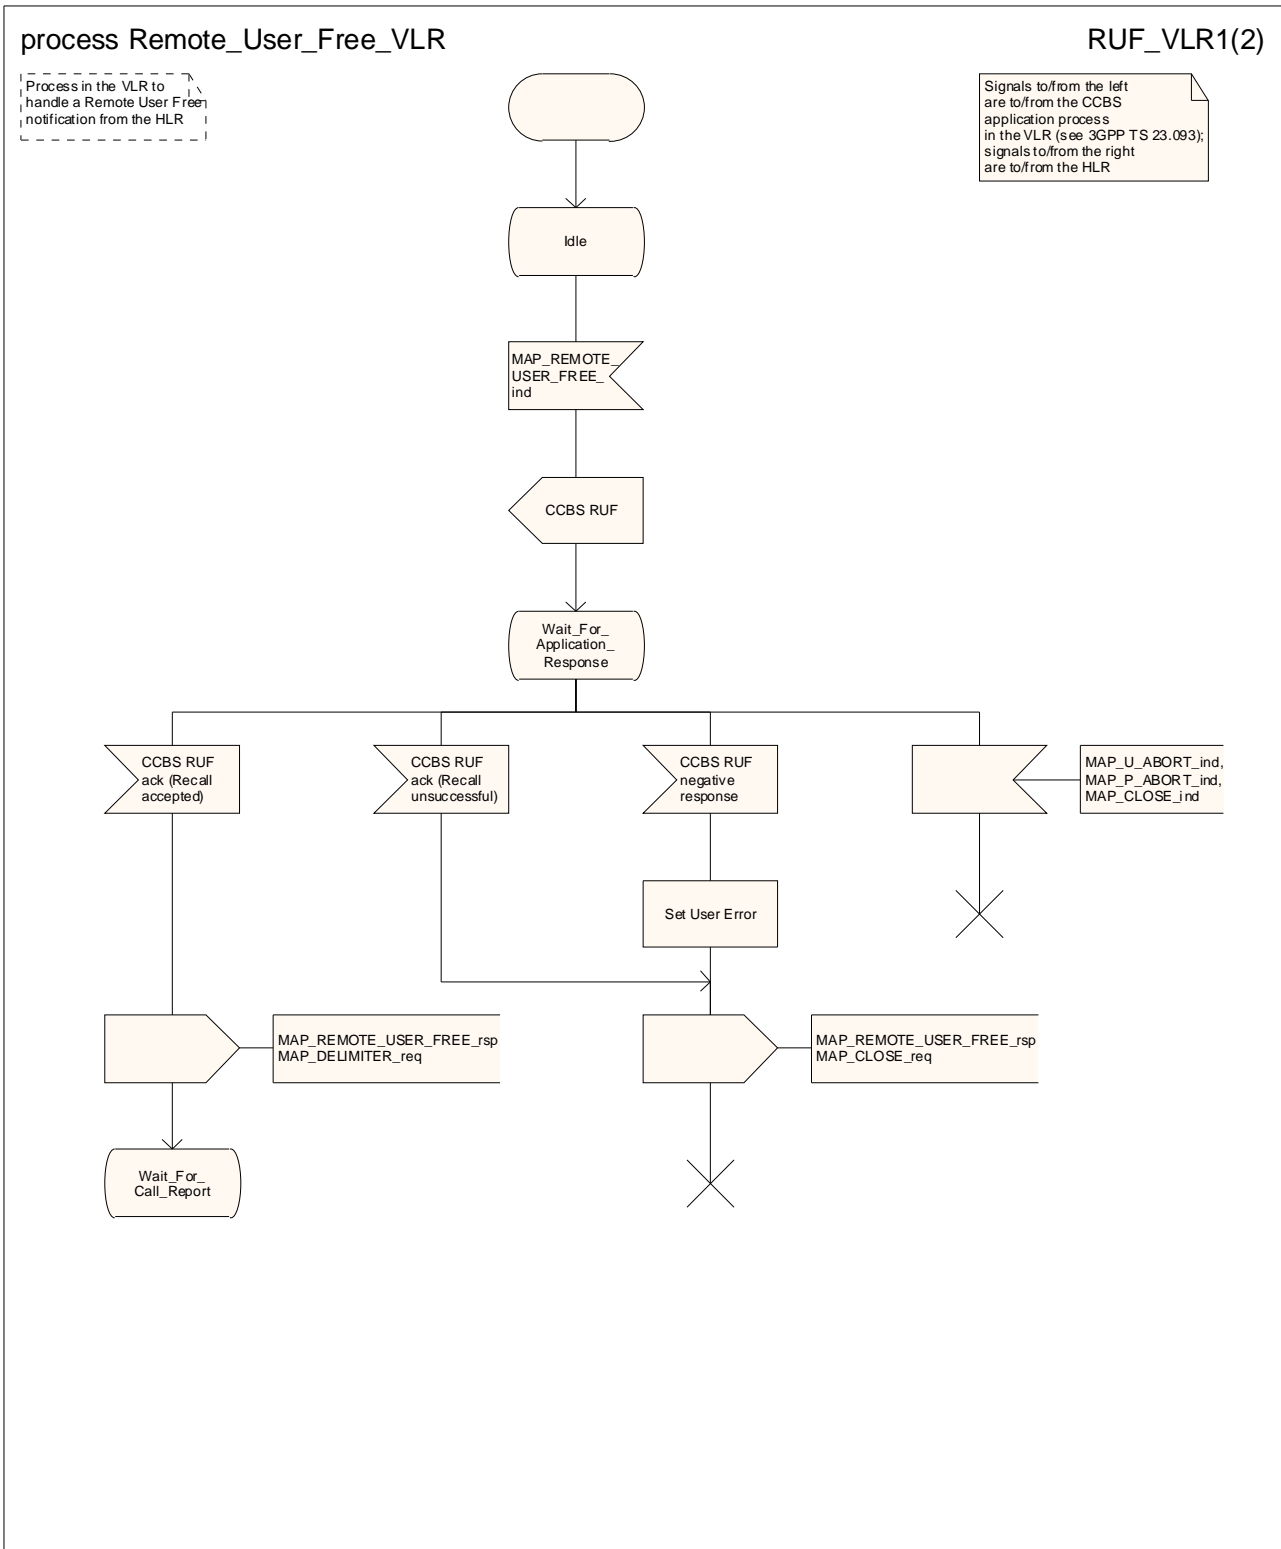 process Remote_User_Free_VLR
RUF_VLR1(2)
Process in the VLR to
handle a Remote User Free
notification from the HLR
Signals to/from the left
are to/from the CCBS
application process
in the VLR (see 3GPP TS 23.093);
signals to/from the right
are to/from the HLR
Idle
MAP_REMOTE_
USER_FREE_
ind
CCBS RUF
Wait_For_
Application_
Response
CCBS RUF
ack (Recall
accepted)
CCBS RUF
ack (Recall
unsuccessful)
CCBS RUF
negative
response
MAP_U_ABORT_ind,
MAP_P_ABORT_ind,
MAP_CLOSE_ind
Set User Error
MAP_REMOTE_USER_FREE_rsp
MAP_DELIMITER_req
MAP_REMOTE_USER_FREE_rsp
MAP_CLOSE_req
Wait_For_
Call_Report